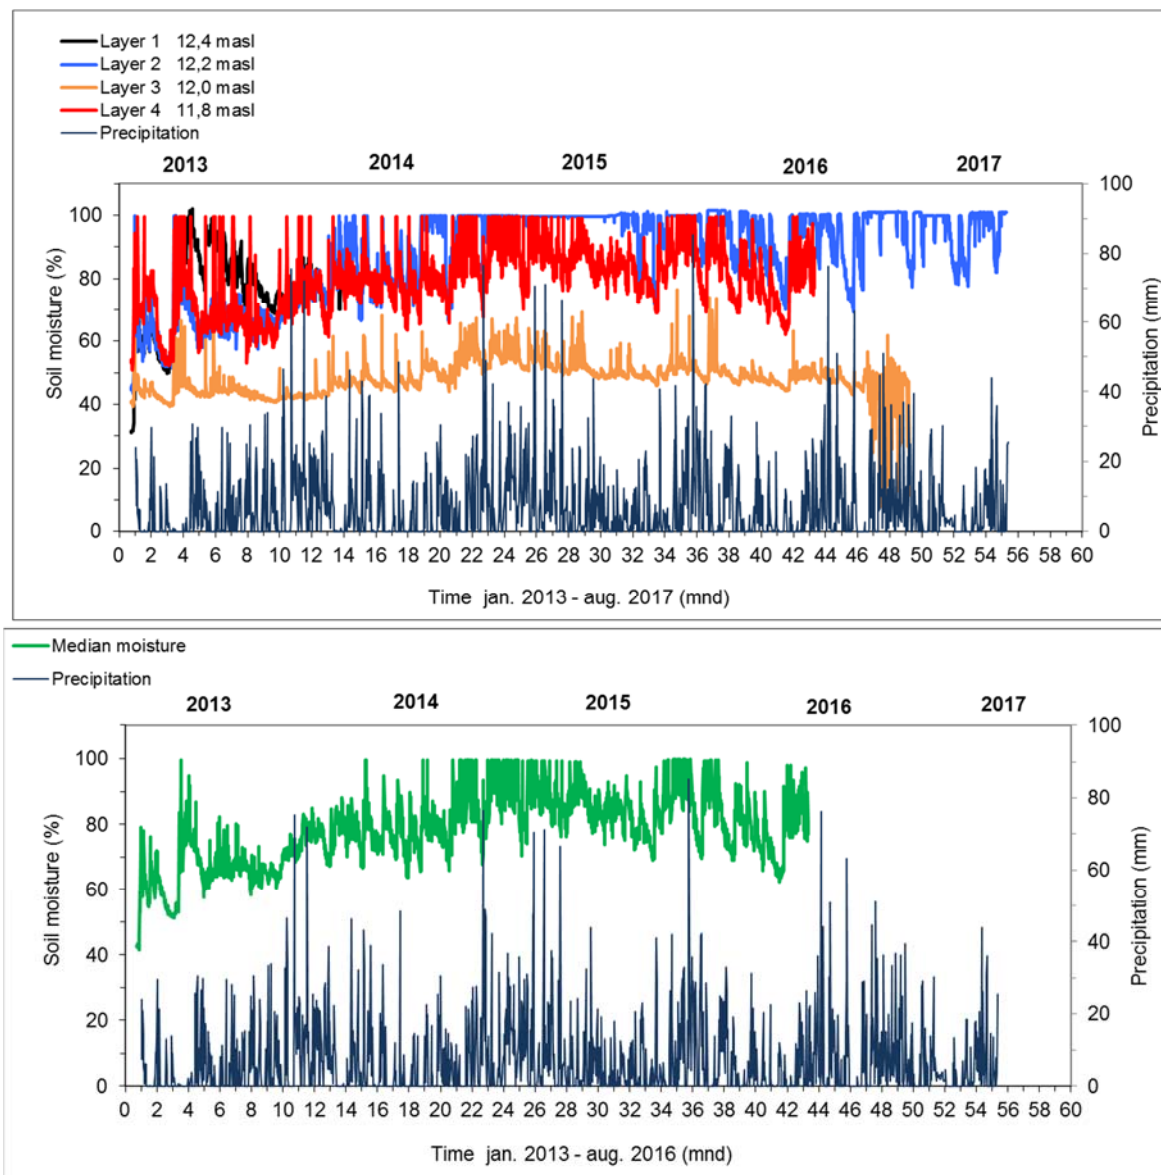 Layer 1 12,4 masl
Layer 2 12,2 masl
Layer 3 12,0 masl
Layer 4 11,8 masl
Precipitation
2013 2014 2015 2016 2017
Soil moisture (%)
100
80
60
40
20
0
Precipitation (mm)
100
80
60
40
20
0
0 2 4 6 8 10 12 14 16 18 20 22 24 26 28 30 32 34 36 38 40 42 44 46 48 50 52 54 56 58 60
Time jan. 2013 - aug. 2017 (mnd)
Median moisture
Precipitation
2013 2014 2015 2016 2017
Soil moisture (%)
100
80
60
40
20
0
Precipitation (mm)
100
80
60
40
20
0
0 2 4 6 8 10 12 14 16 18 20 22 24 26 28 30 32 34 36 38 40 42 44 46 48 50 52 54 56 58 60
Time jan. 2013 - aug. 2016 (mnd)